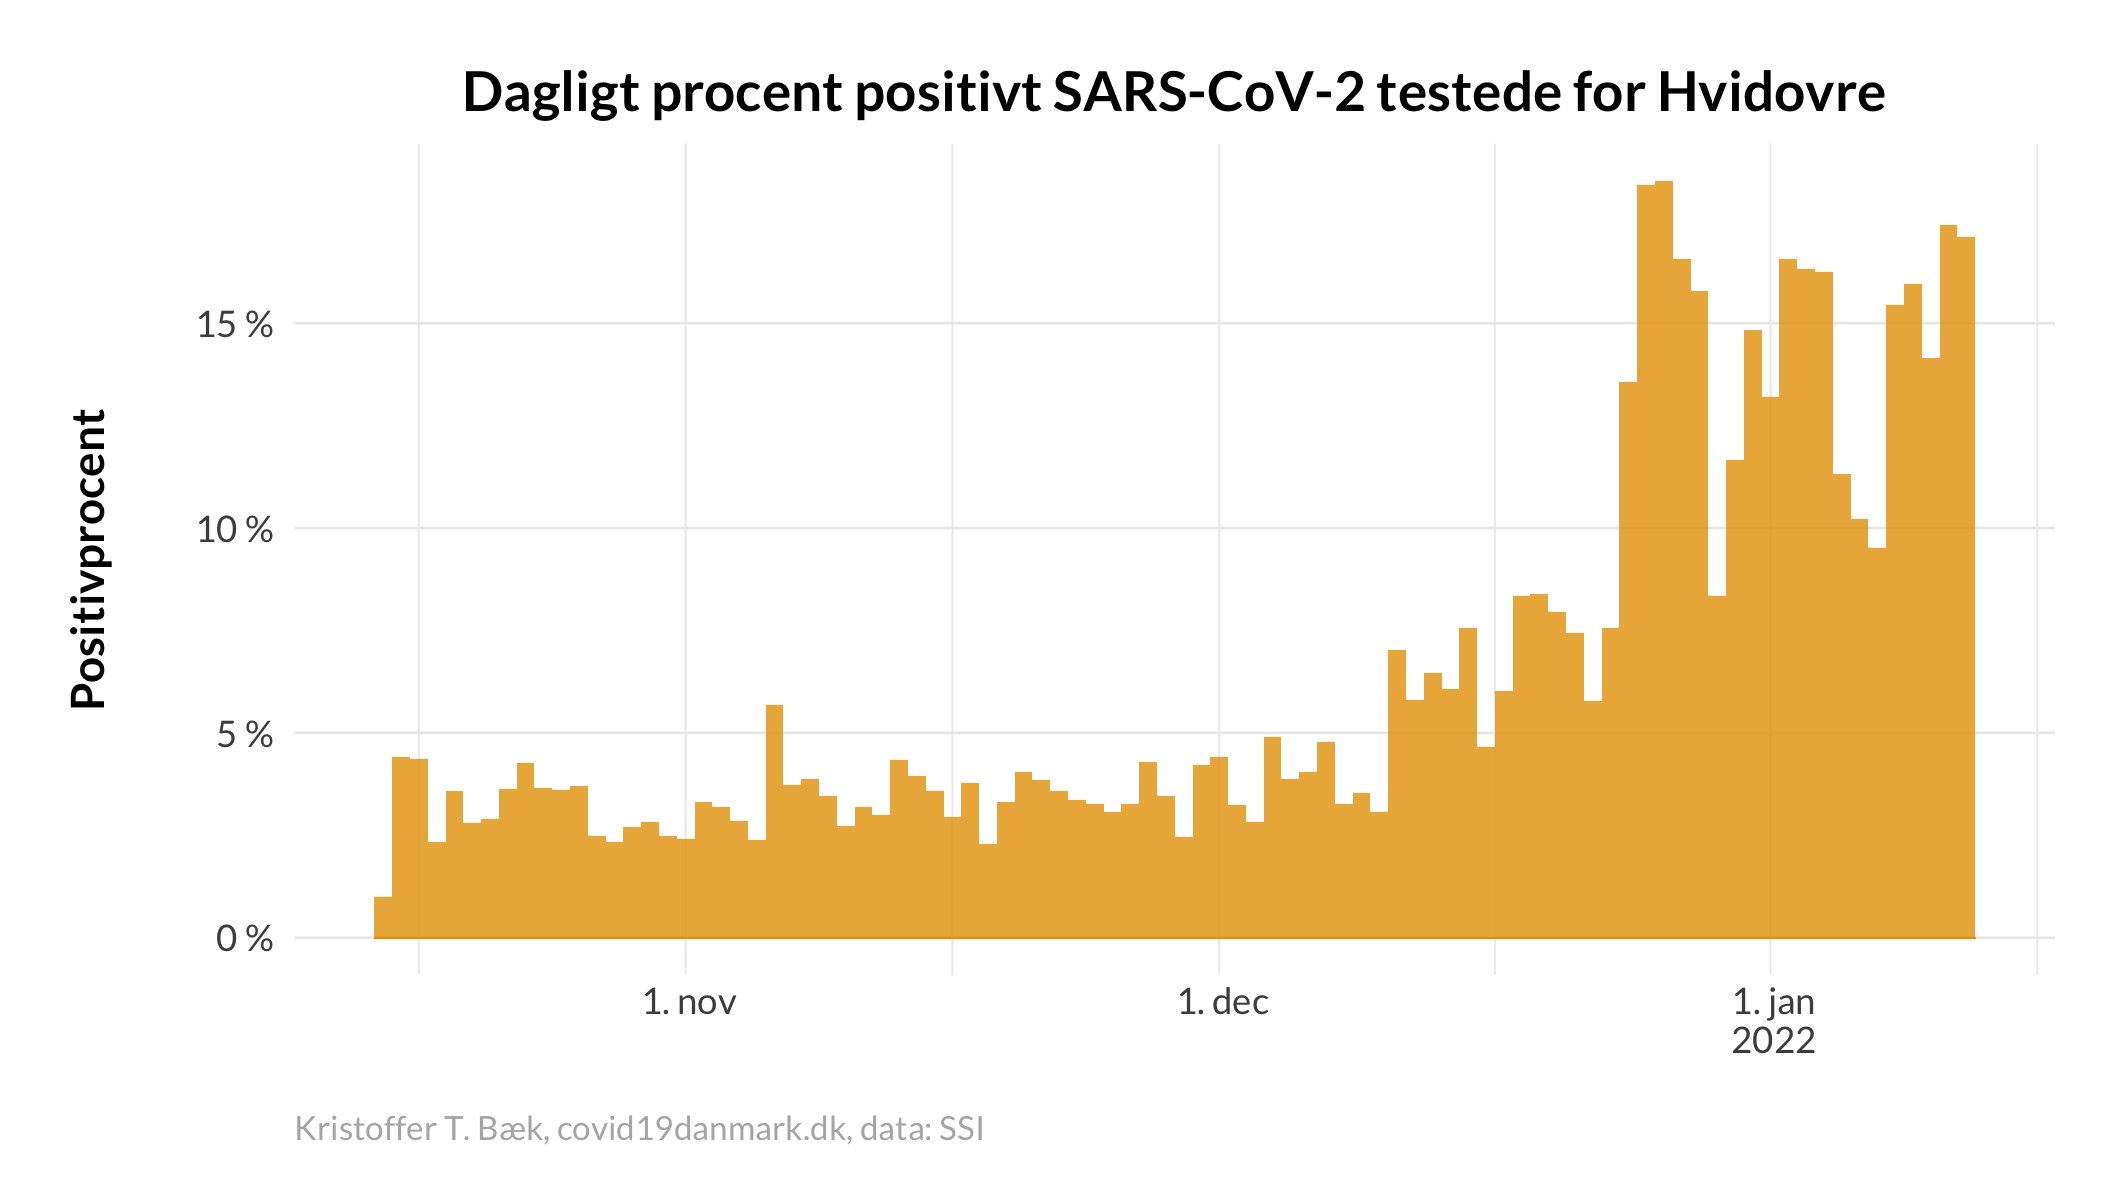 Dagligt procent positivt SARS-CoV-2 testede for Hvidovre
Positivprocent
15 %
10 %
5 %
0 %
1. nov
1. dec
1. jan
2022
Kristoffer T. Bæk, covid19danmark.dk, data: SSI